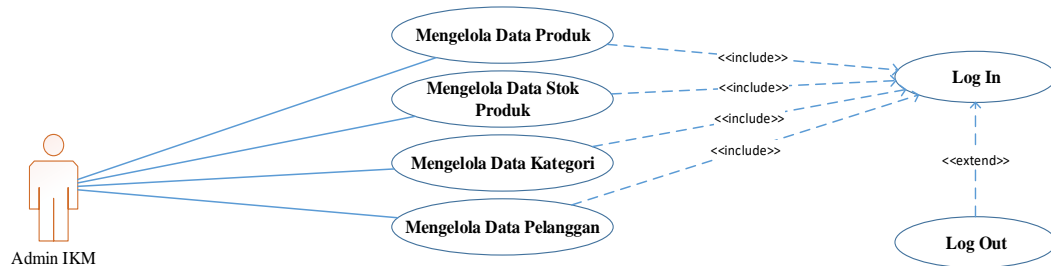 Mengelola Data Produk
<<include>>
Mengelola Data Stok
Produk
<<include>>
Log In
<<include>>
Mengelola Data Kategori
<<include>>
<<extend>>
Mengelola Data Pelanggan
Log Out
Admin IKM